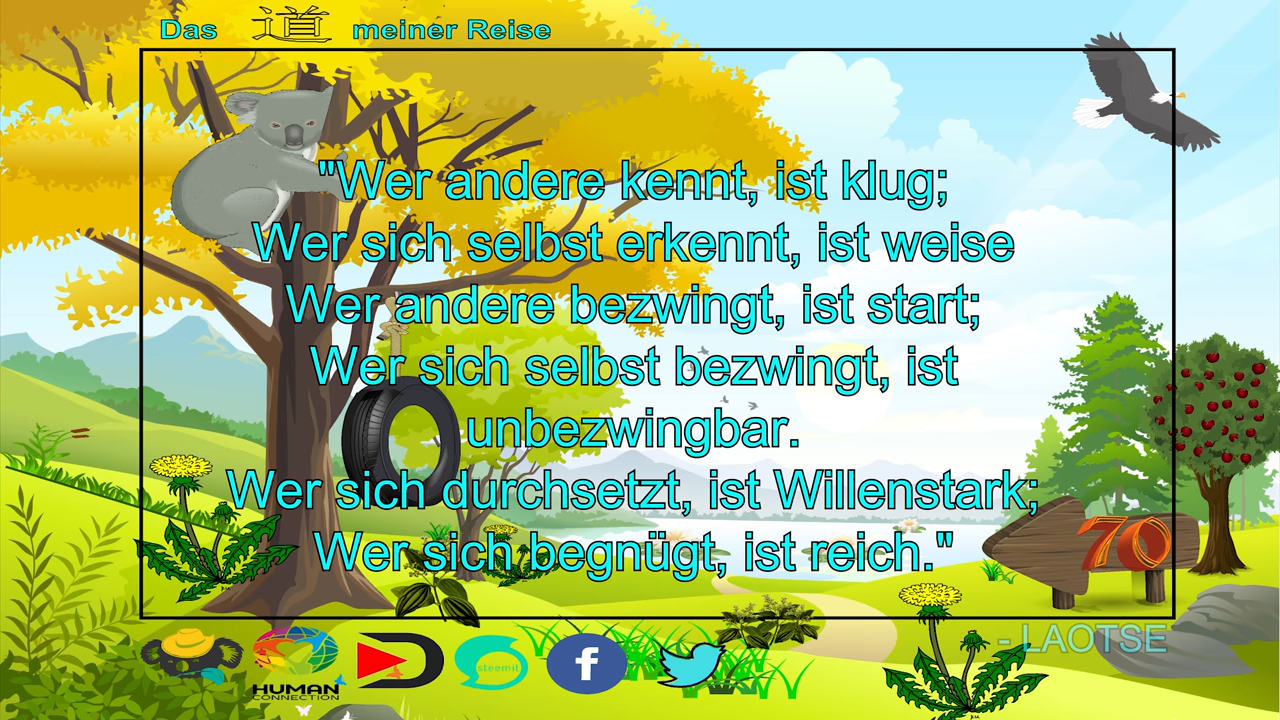 Das 道 meiner Reise
"Wer andere kennt, ist klug;
Wer sich selbst erkennt, ist weise
Wer andere bezwingt, ist start;
Wer sich selbst bezwingt, ist
unbezwingbar.
Wer sich durchsetzt, ist Willenstark;
Wer sich begnügt, ist reich."
70
- LAOTSE
HUMAN
CONNECTION
steemit
f